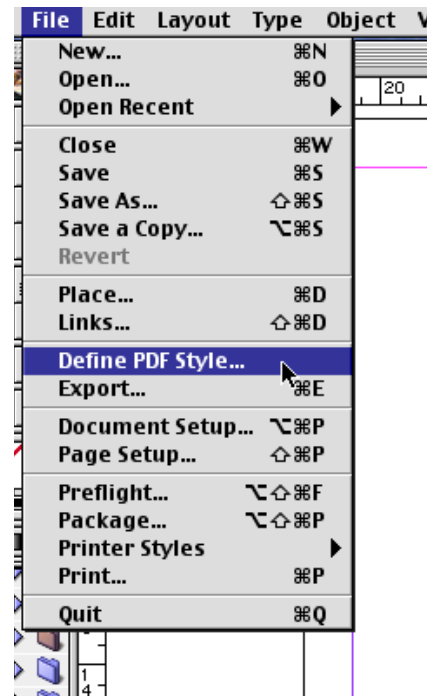 File Edit Layout Type Object
New... ⌘N
Open... ⌘O
20
Open Recent
Close ⌘W
Save ⌘S
Save As... ⇧⌘S
Save a Copy... ⌥⌘S
Revert
Place... ⌘D
Links... ⇧⌘D
Define PDF Style...
Export... ⌘E
Document Setup... ⌥⌘P
Page Setup... ⇧⌘P
Preflight... ⌥⇧⌘F
Package... ⌥⇧⌘P
Printer Styles
Print... ⌘P
Quit ⌘Q
1
4